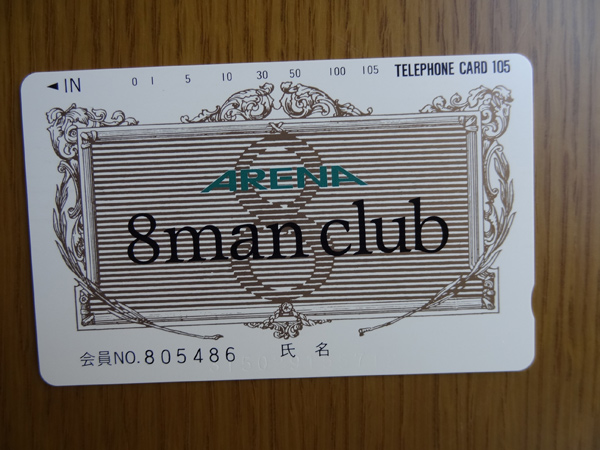 ◄IN 0 1 5 10 30 50 100 105 TELEPHONE CARD 105
ARENA
8man club
会員NO. 805486 氏 名